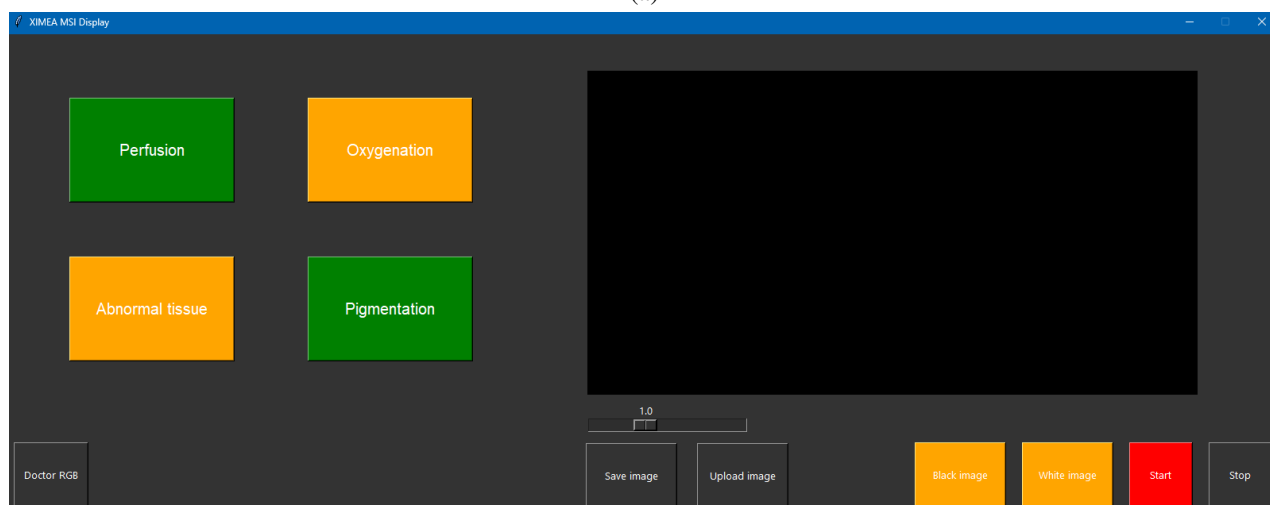 XIMEA MSI Display
Perfusion
Oxygenation
Abnormal tissue
Pigmentation
1.0
Doctor RGB
Save image
Upload image
Black image
White image
Start
Stop